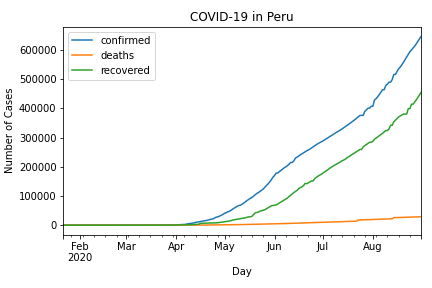 COVID-19 in Peru
confirmed
deaths
recovered
Number of Cases
600000
500000
400000
300000
200000
100000
0
Feb Mar Apr May Jun Jul Aug
2020
Day